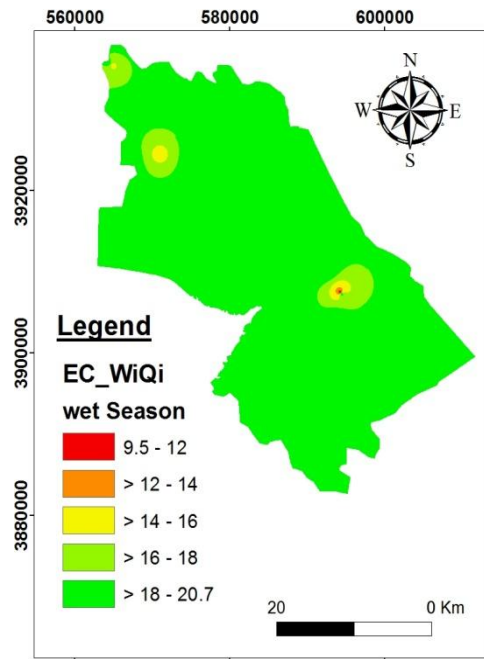 560000 580000 600000
N
W E
S
3920000
3900000
3880000
Legend
EC_WiQi
wet Season
9.5 - 12
> 12 - 14
> 14 - 16
> 16 - 18
> 18 - 20.7
20 0 Km